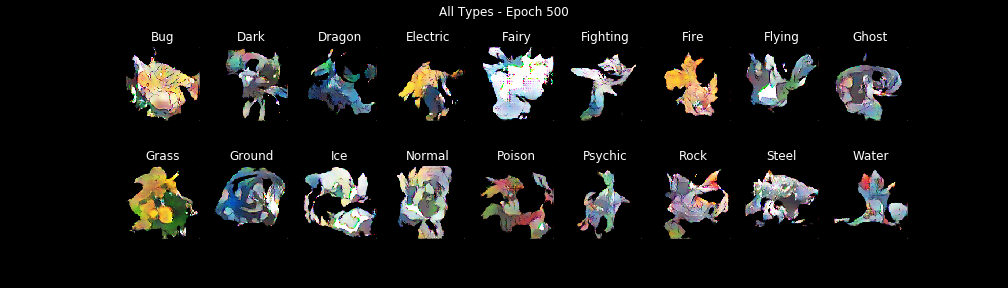 All Types - Epoch 500
Bug Dark Dragon Electric Fairy Fighting Fire Flying Ghost
Grass Ground Ice Normal Poison Psychic Rock Steel Water